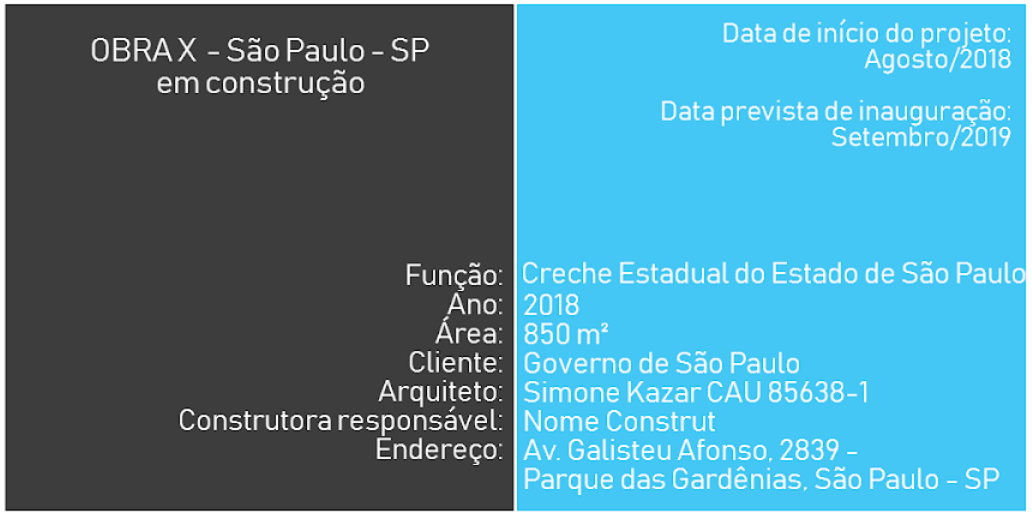 OBRA X - São Paulo - SP
em construção
Data de início do projeto:
Agosto/2018
Data prevista de inauguração:
Setembro/2019
Função: Creche Estadual do Estado de São Paulo
Ano: 2018
Área: 850 m²
Cliente: Governo de São Paulo
Arquiteto: Simone Kazar CAU 85638-1
Construtora responsável: Nome Construt
Endereço: Av. Galisteu Afonso, 2839 -
Parque das Gardênias, São Paulo - SP